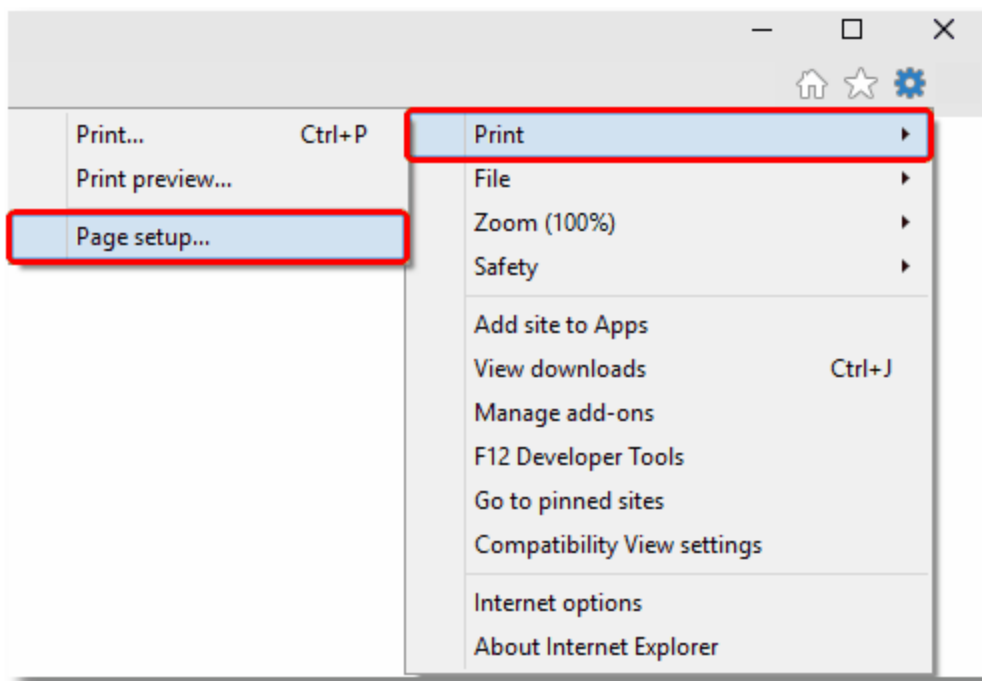 Print... Ctrl+P
Print preview...
Page setup...
Print
File
Zoom (100%)
Safety
Add site to Apps
View downloads Ctrl+J
Manage add-ons
F12 Developer Tools
Go to pinned sites
Compatibility View settings
Internet options
About Internet Explorer